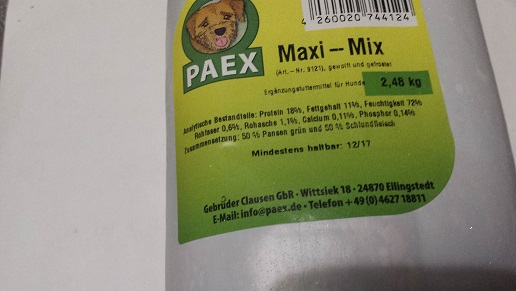 4 260020 744124
PAEX
Maxi -- Mix
(Art. - Nr. 9121), gewolft und gefrostet
Ergänzungsfuttermittel für Hunde
2,48 kg
Analytische Bestandteile: Protein 18%, Fettgehalt 11%, Feuchtigkeit 72%
Rohfaser 0,6%, Rohasche 1,1%, Calcium 0,11%, Phosphor 0,14%
Zusammensetzung: 50 % Pansen grün und 50 % Schlundfleisch
Mindestens haltbar: 12/17
Gebrüder Clausen GbR - Wittsiek 18 - 24870 Ellingstedt
E-Mail: info@paex.de • Telefon +49 (0) 4627 18831